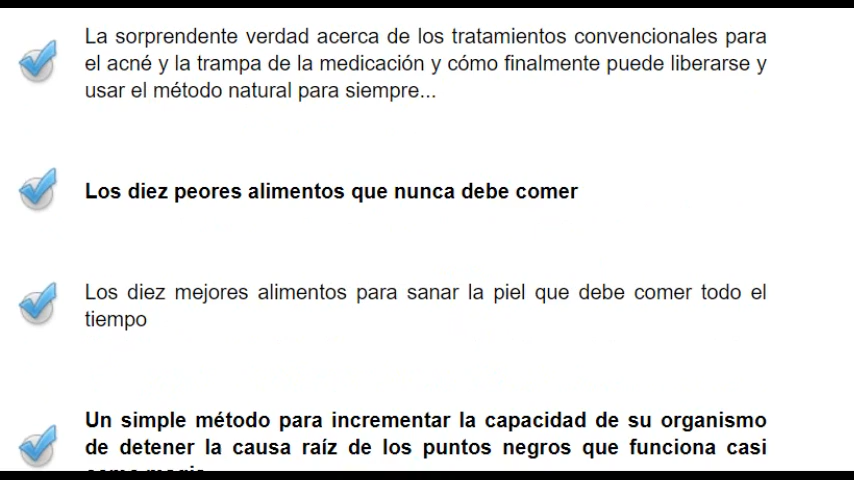 La sorprendente verdad acerca de los tratamientos convencionales para
el acné y la trampa de la medicación y cómo finalmente puede liberarse y
usar el método natural para siempre...
Los diez peores alimentos que nunca debe comer
Los diez mejores alimentos para sanar la piel que debe comer todo el
tiempo
Un simple método para incrementar la capacidad de su organismo
de detener la causa raíz de los puntos negros que funciona casi